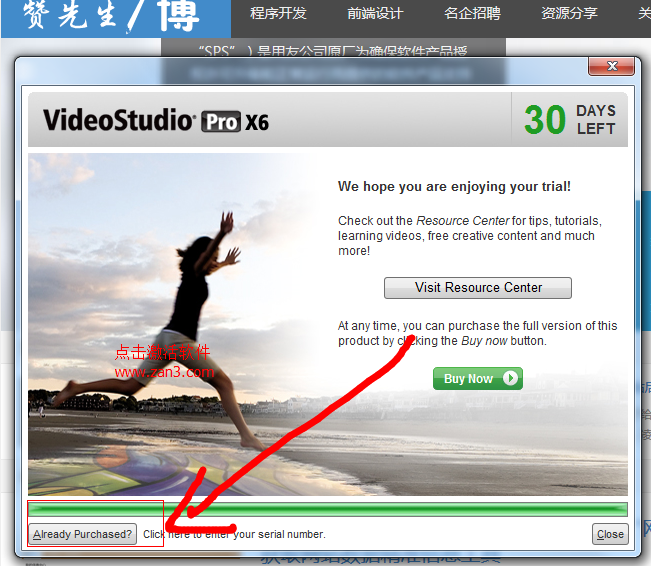 赞先生/博
程序开发 前端设计 名企招聘 资源分享 关
“SPS” ）是用友公司原厂为确保软件产品授
VideoStudio Pro X6
30 DAYS LEFT
We hope you are enjoying your trial!
Check out the Resource Center for tips, tutorials,
learning videos, free creative content and much
more!
Visit Resource Center
At any time, you can purchase the full version of this
product by clicking the Buy now button.
Buy Now
点击激活软件
www.zan3.com
Already Purchased? Click here to enter your serial number.
Close